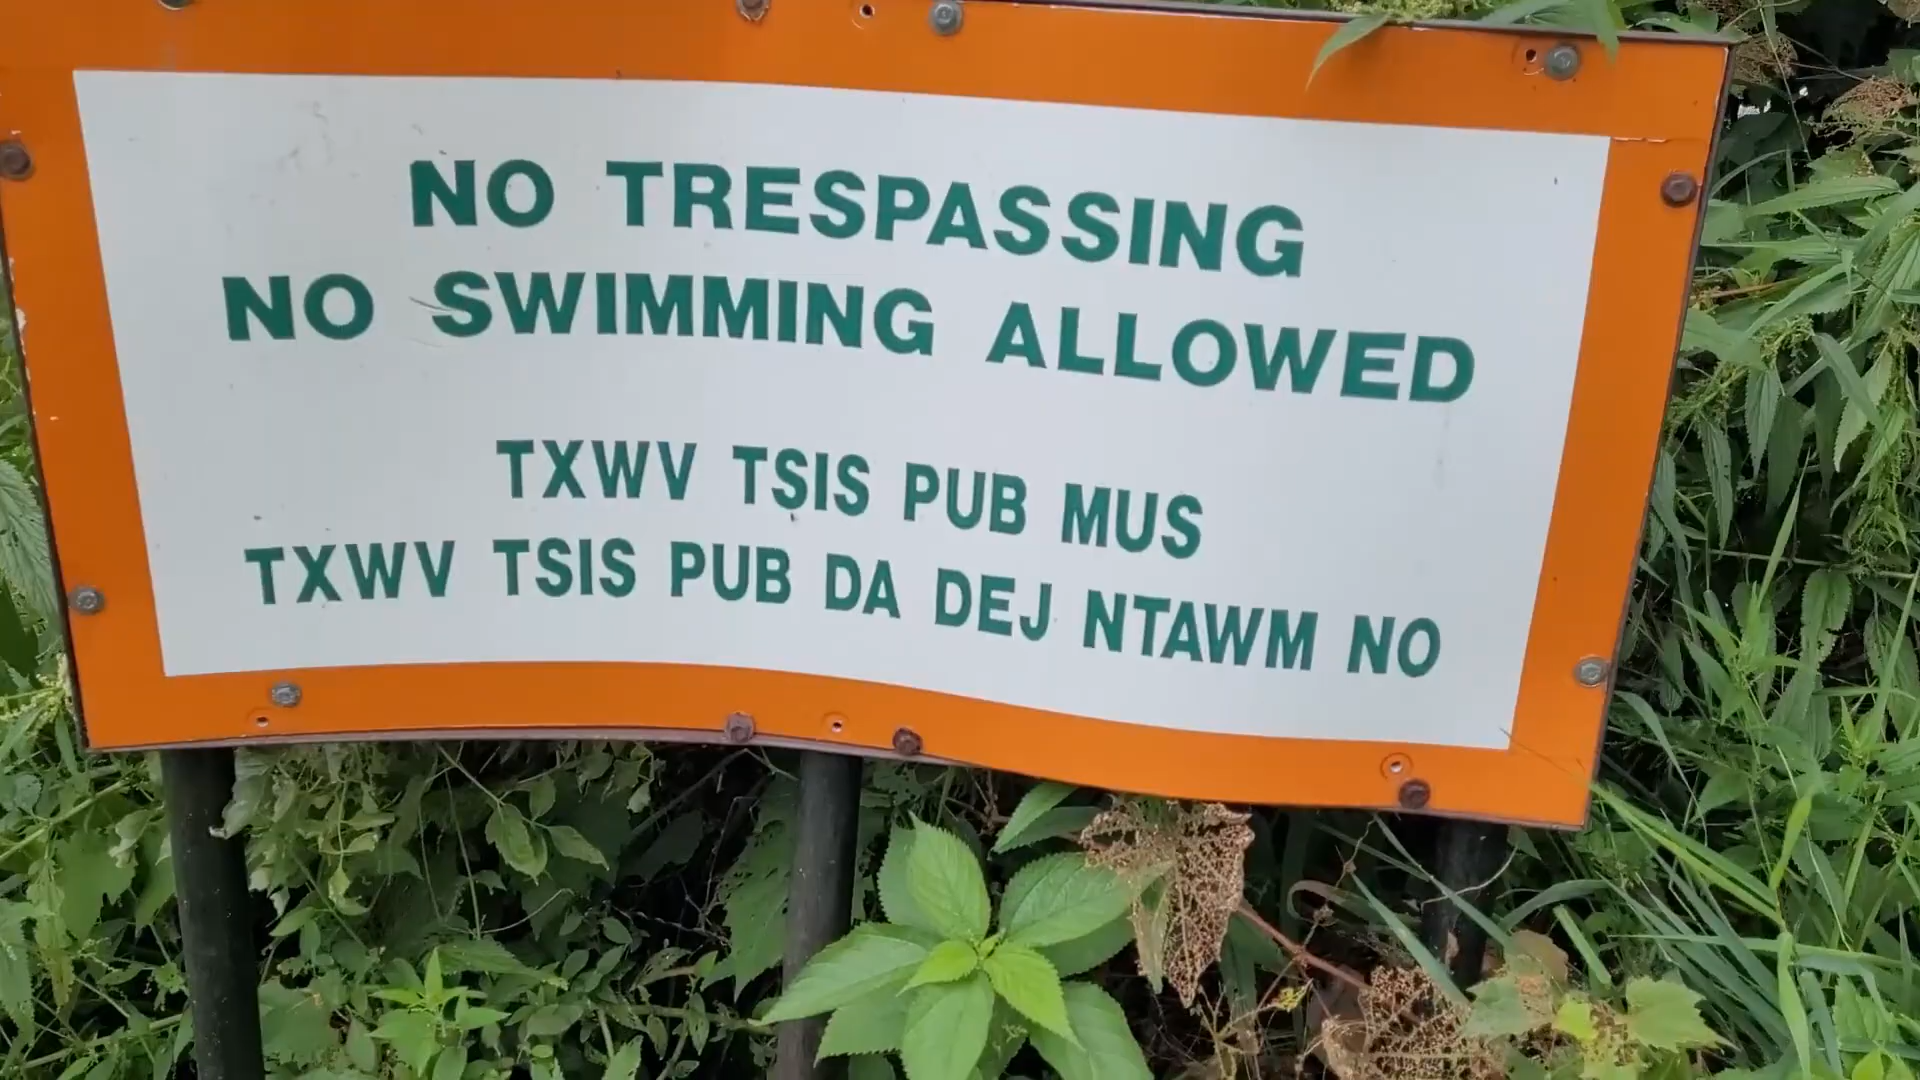 NO TRESPASSING
NO SWIMMING ALLOWED
TXWV TSIS PUB MUS
TXWV TSIS PUB DA DEJ NTAWM NO